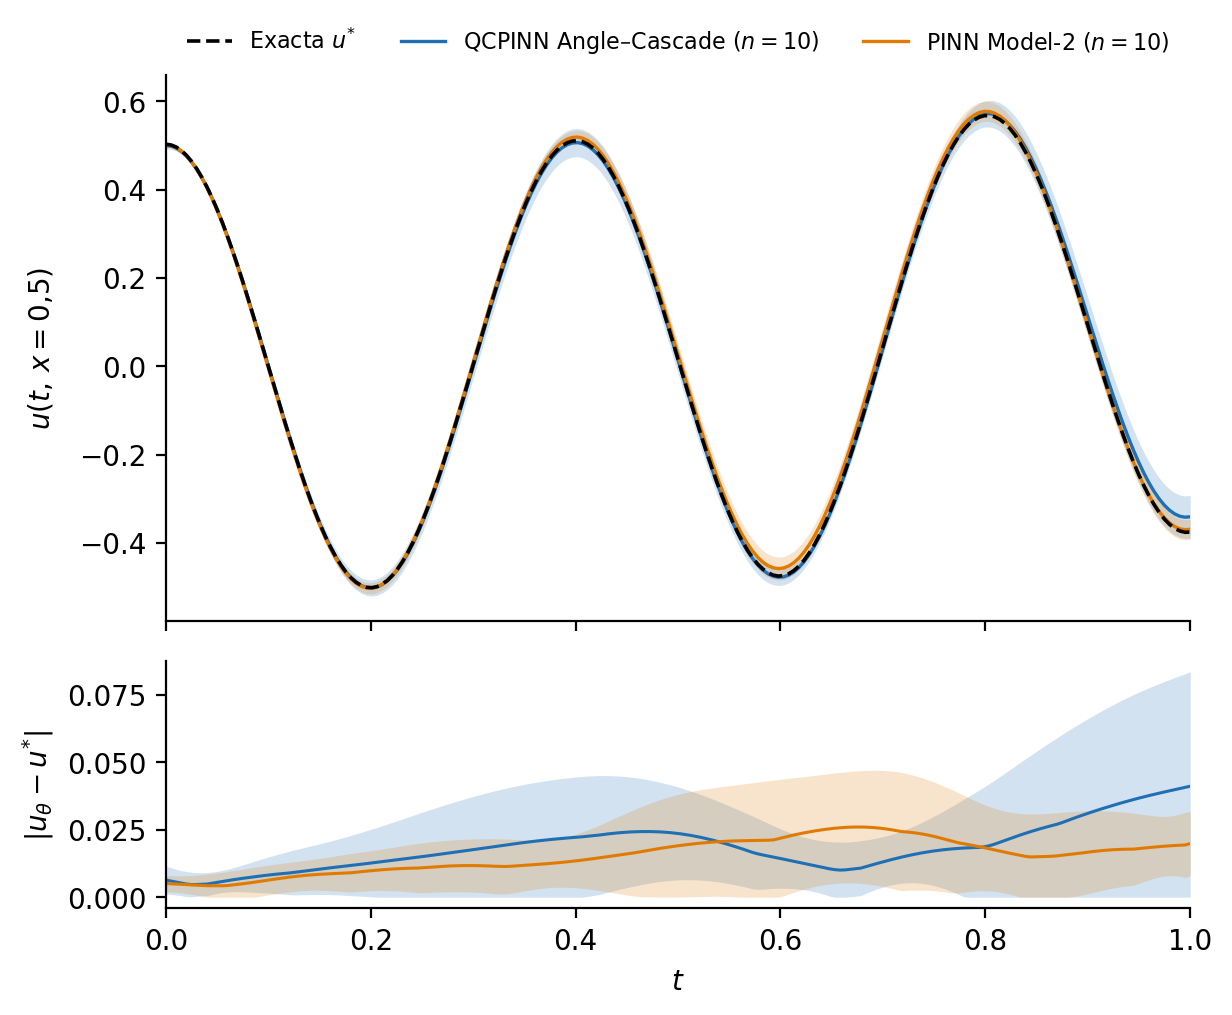 Exacta u* QCPINN Angle–Cascade (n = 10) PINN Model-2 (n = 10)
0.6
0.4
0.2
0.0
−0.2
−0.4
u(t, x = 0,5)
0.075
0.050
0.025
0.000
|u_θ − u*|
0.0 0.2 0.4 0.6 0.8 1.0
t